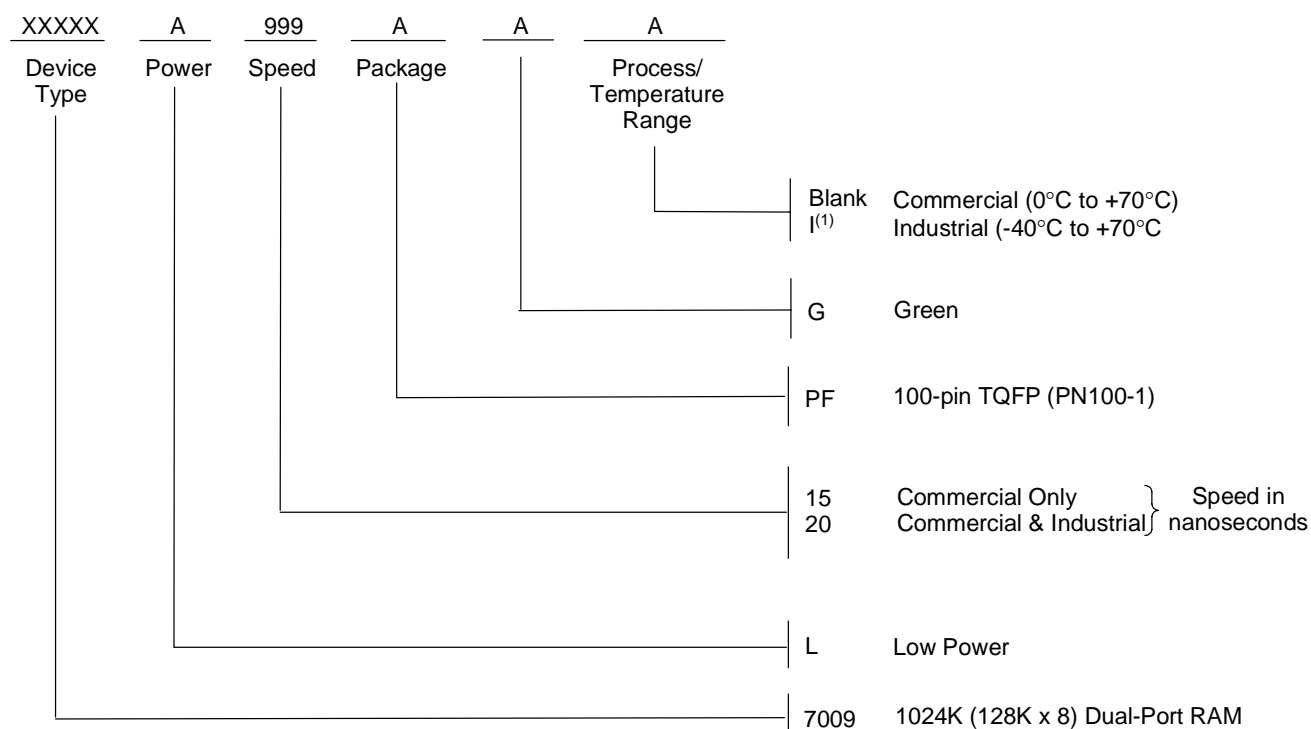 XXXXX A 999 A A A
Device Type Power Speed Package Process/ Temperature Range
Blank Commercial (0°C to +70°C)
I(1) Industrial (-40°C to +70°C
G Green
PF 100-pin TQFP (PN100-1)
15 Commercial Only
20 Commercial & Industrial
Speed in
nanoseconds
L Low Power
7009 1024K (128K x 8) Dual-Port RAM